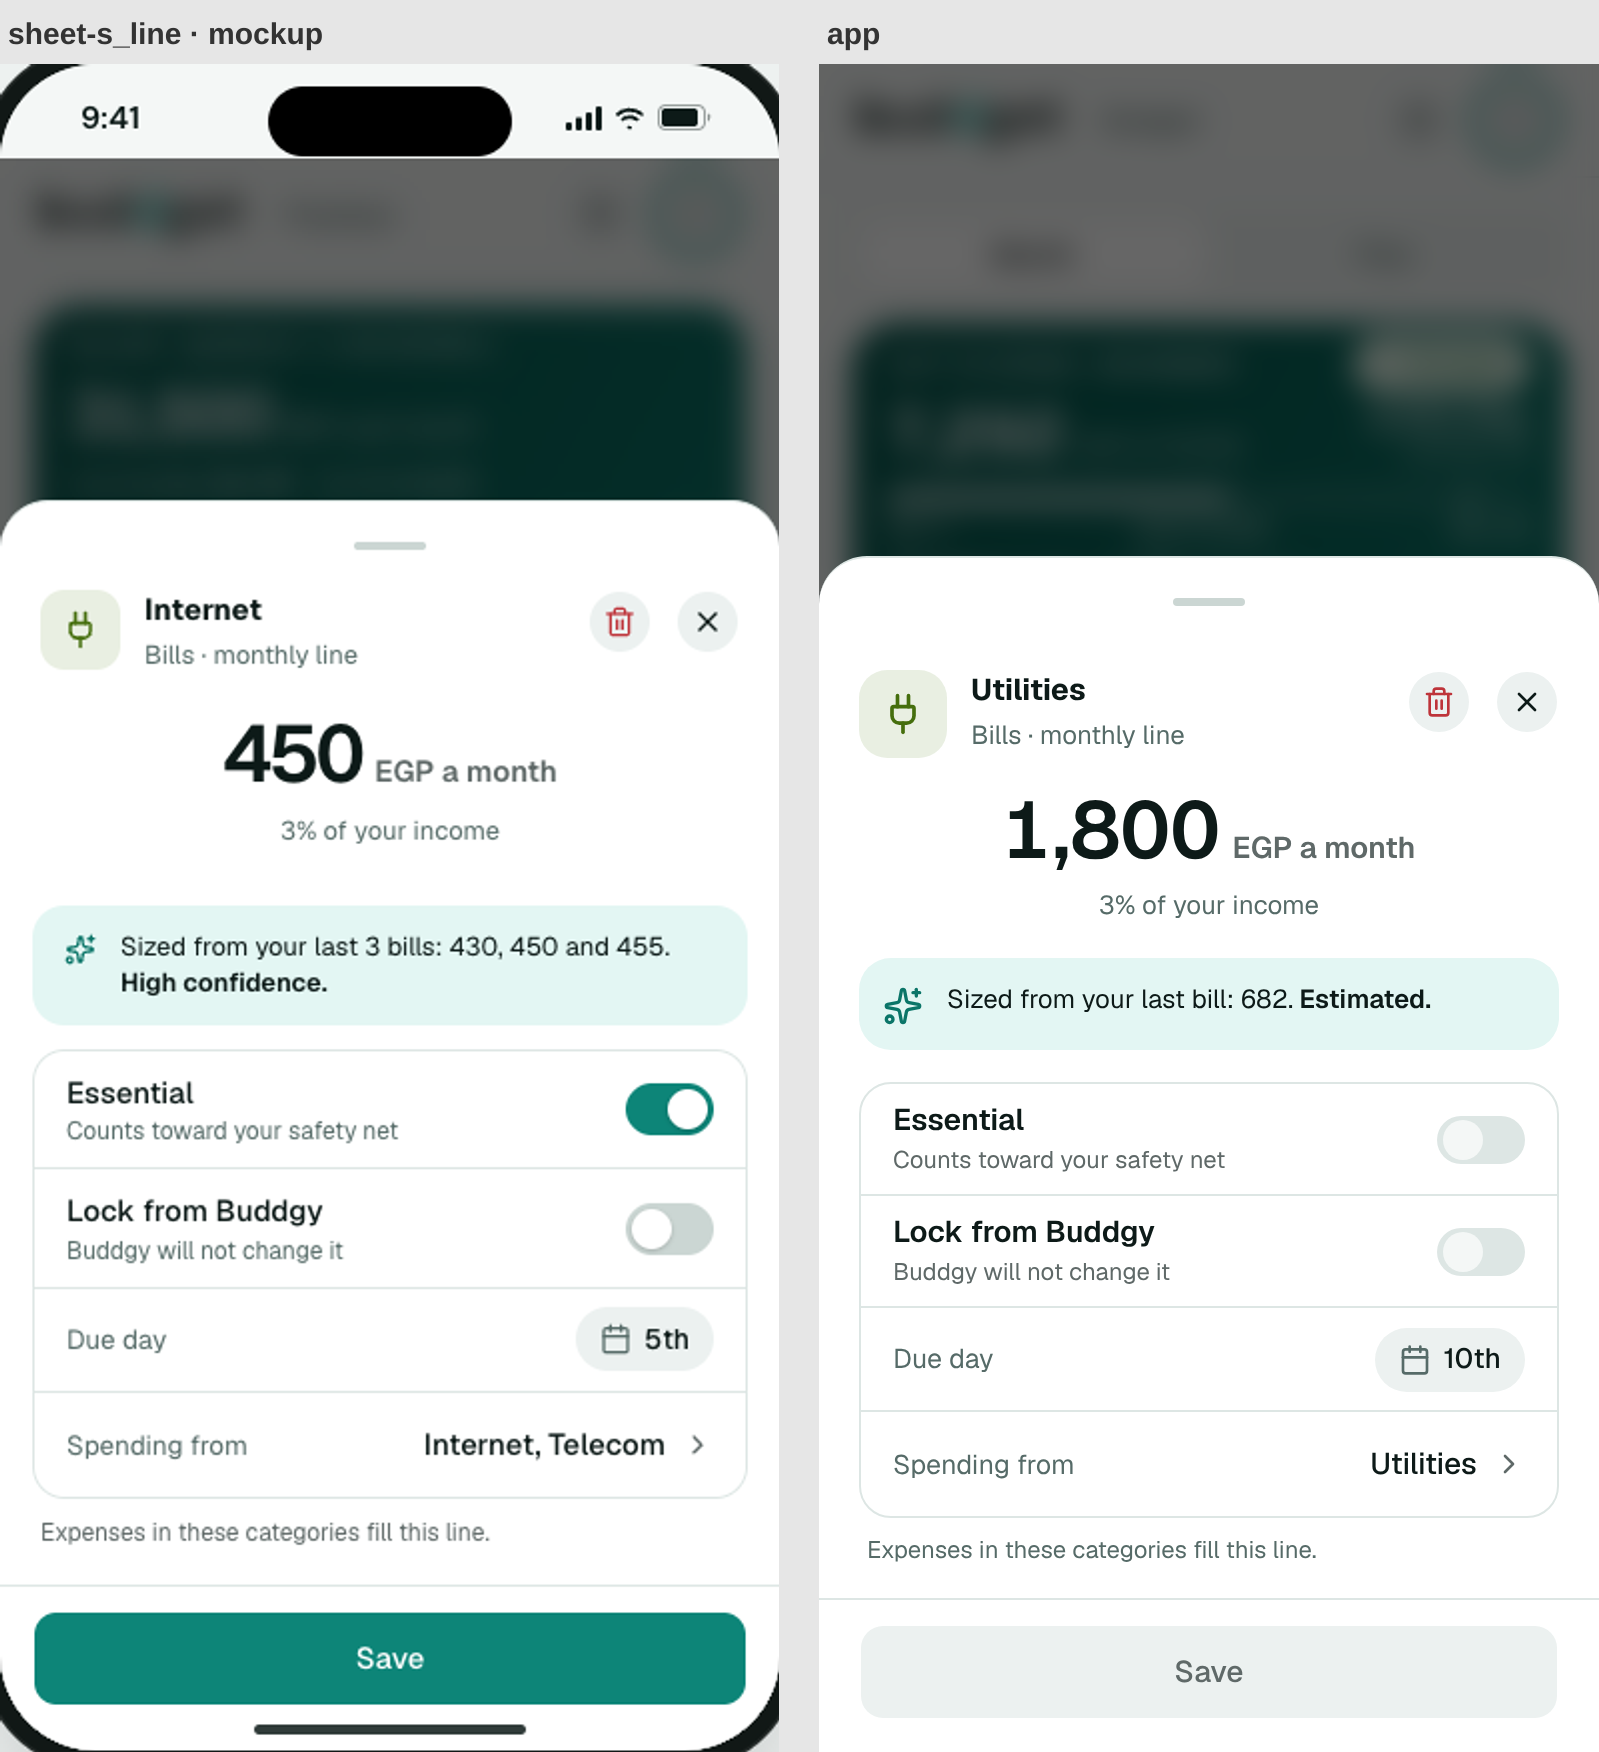 sheet-s_line · mockup
9:41
Internet
Bills · monthly line
450 EGP a month
3% of your income
Sized from your last 3 bills: 430, 450 and 455.
High confidence.
Essential
Counts toward your safety net
Lock from Buddgy
Buddgy will not change it
Due day
5th
Spending from
Internet, Telecom
Expenses in these categories fill this line.
Save
app
Utilities
Bills · monthly line
1,800 EGP a month
3% of your income
Sized from your last bill: 682. Estimated.
Essential
Counts toward your safety net
Lock from Buddgy
Buddgy will not change it
Due day
10th
Spending from
Utilities
Expenses in these categories fill this line.
Save